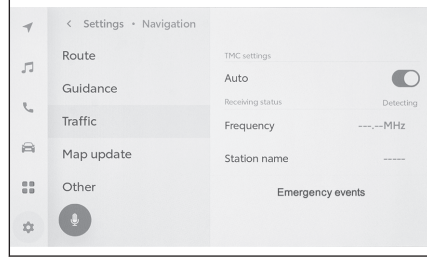 < Settings • Navigation
Route
Guidance
Traffic
Map update
Other
TMC settings
Auto
Receiving status Detecting
Frequency ---.--MHz
Station name -----
Emergency events